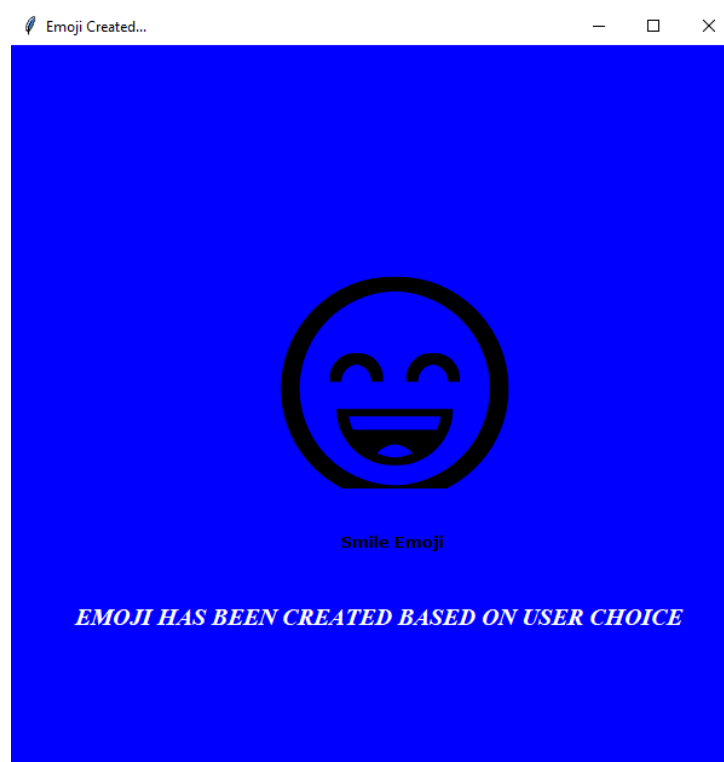 Emoji Created...
Smile Emoji
EMOJI HAS BEEN CREATED BASED ON USER CHOICE